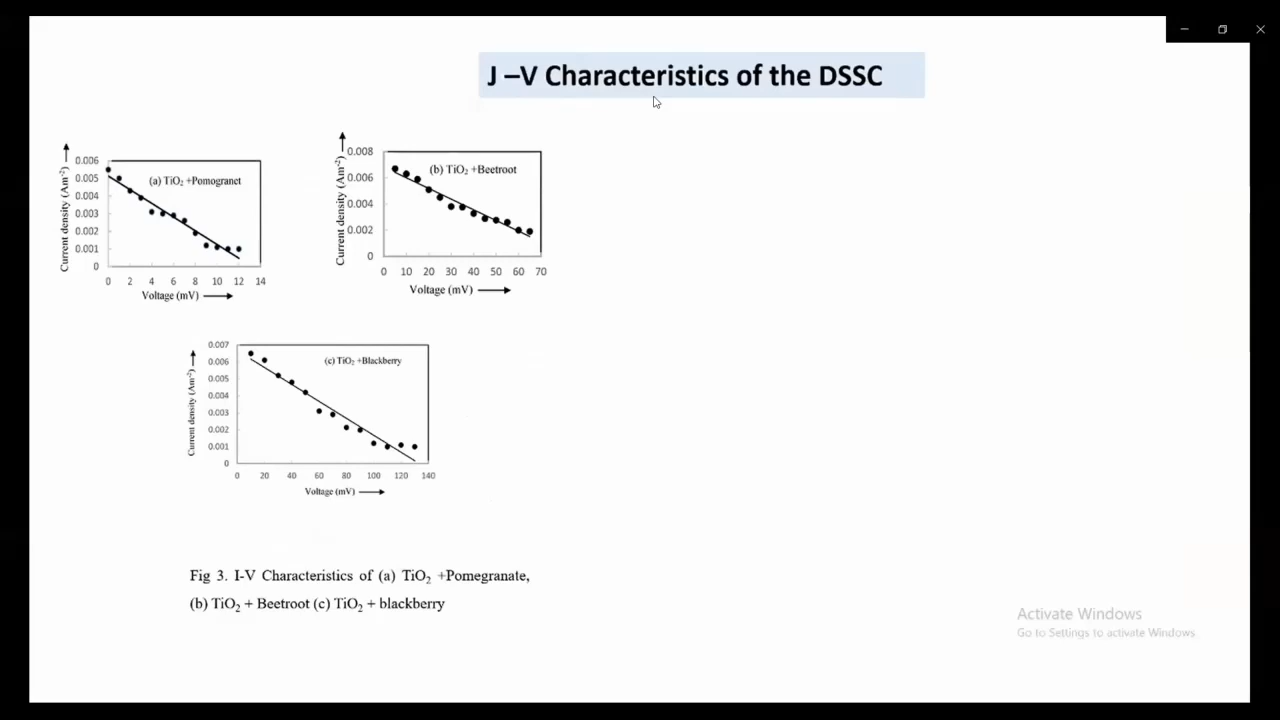 J –V Characteristics of the DSSC
Current density (Am⁻²)
0.006
0.005
0.004
0.003
0.002
0.001
0
(a) TiO₂ +Pomogranet
0 2 4 6 8 10 12 14
Voltage (mV)
Current density (Am⁻²)
0.008
0.006
0.004
0.002
0
(b) TiO₂ +Beetroot
0 10 20 30 40 50 60 70
Voltage (mV)
Current density (Am⁻²)
0.007
0.006
0.005
0.004
0.003
0.002
0.001
0
(c) TiO₂ +Blackberry
0 20 40 60 80 100 120 140
Voltage (mV)
Fig 3. I-V Characteristics of (a) TiO₂ +Pomegranate,
(b) TiO₂ + Beetroot (c) TiO₂ + blackberry
Activate Windows
Go to Settings to activate Windows